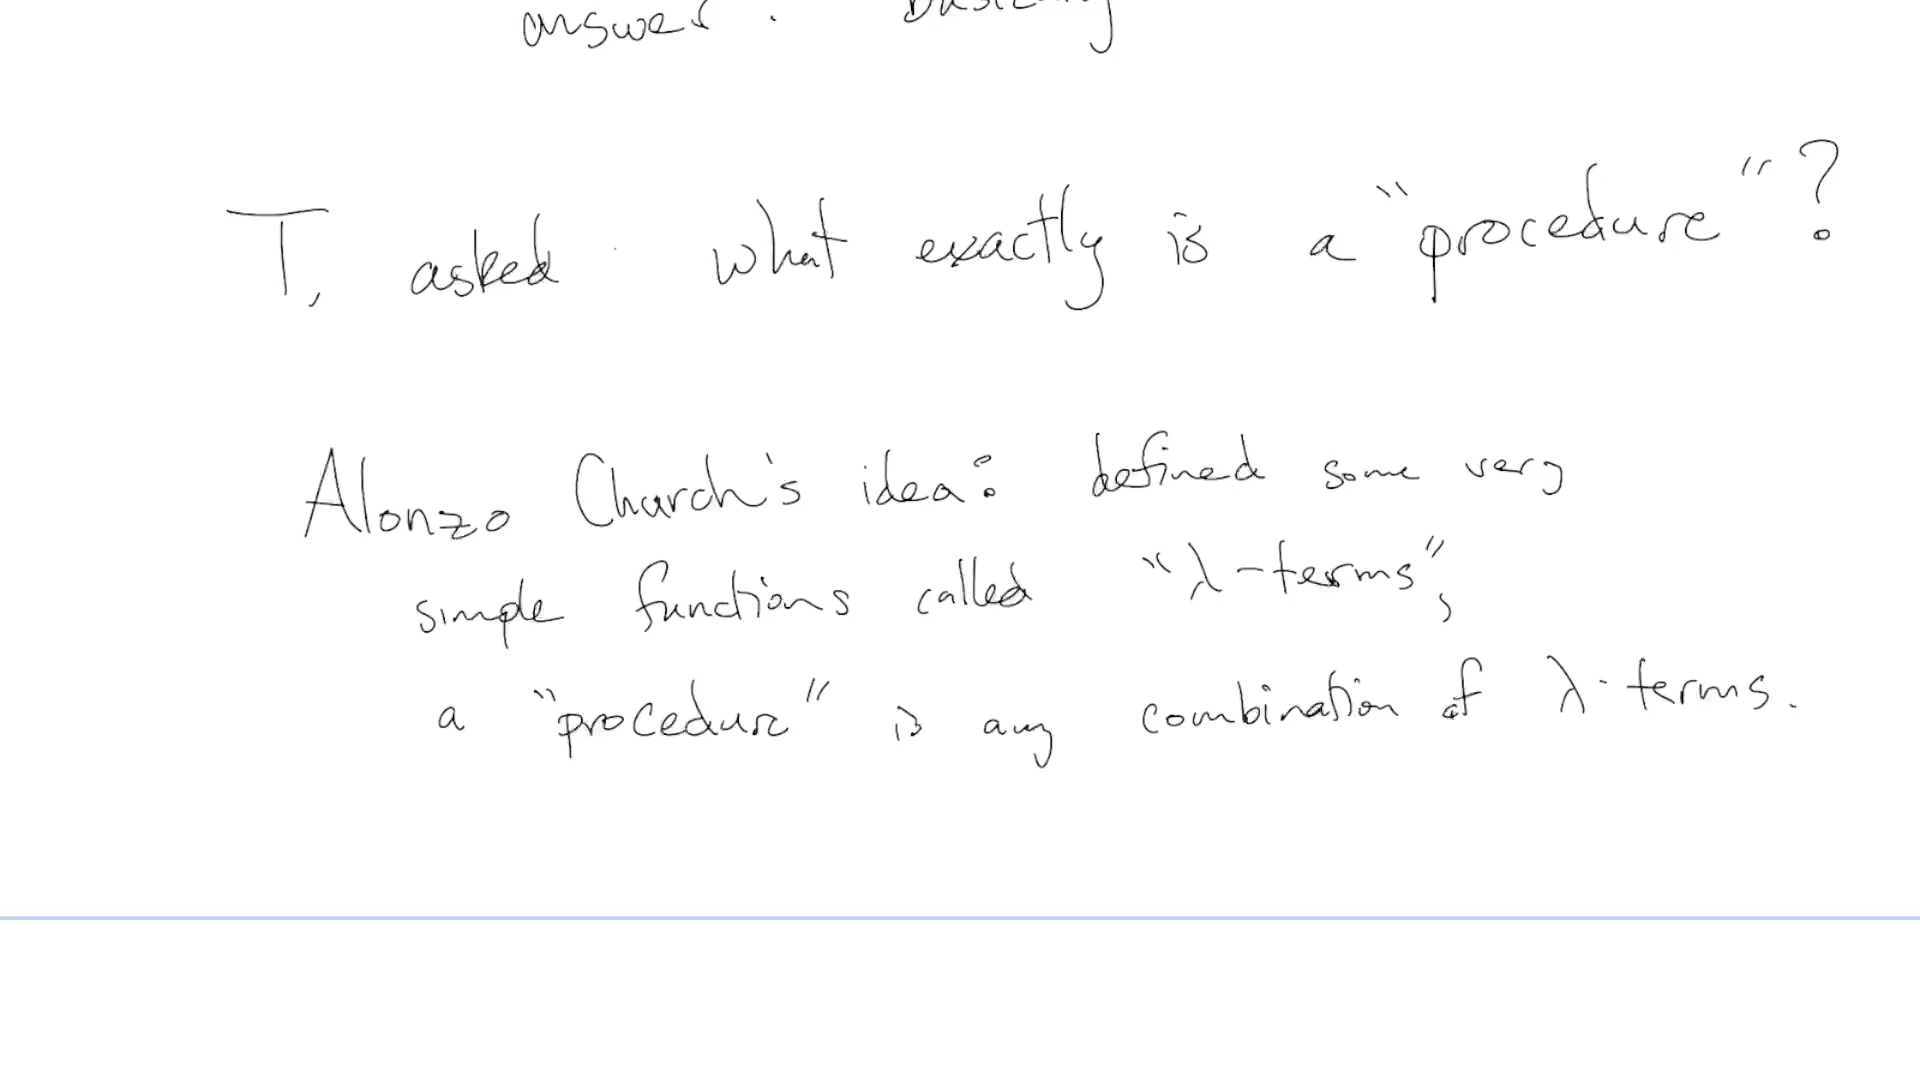 answer. Basically
T, asked what exactly is a "procedure"?
Alonzo Church's idea: defined some very
simple functions called "λ-terms",
a "procedure" is any combination of λ-terms.